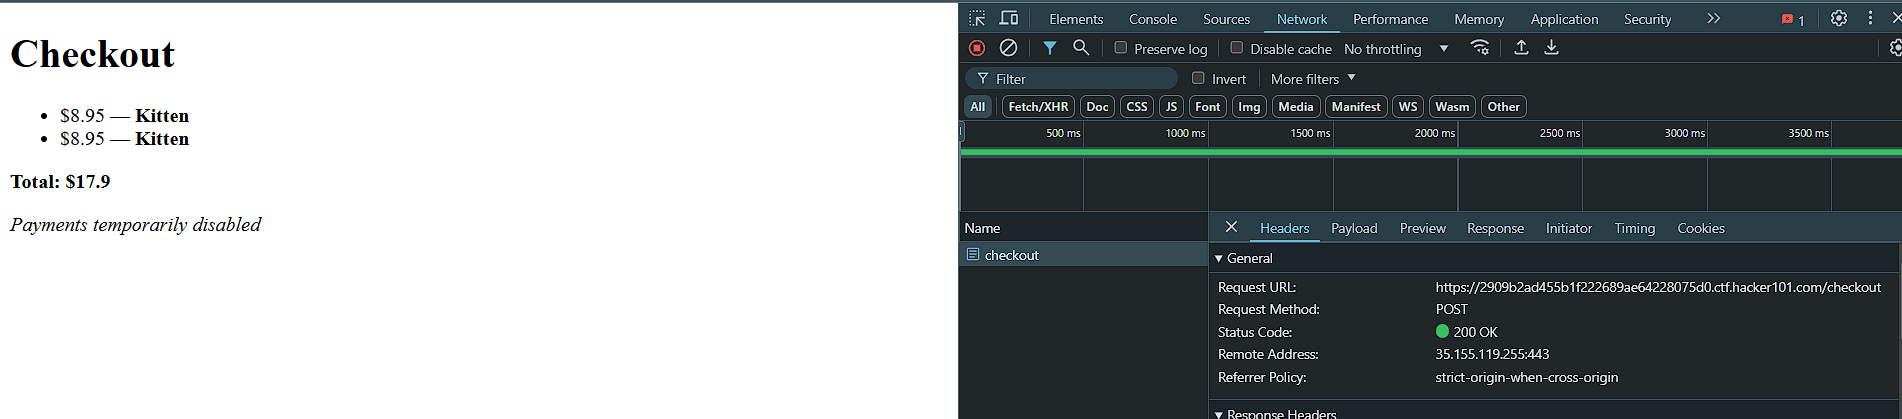 Checkout
• $8.95 — Kitten
• $8.95 — Kitten
Total: $17.9
Payments temporarily disabled
Elements Console Sources Network Performance Memory Application Security 1
Preserve log Disable cache No throttling
Filter Invert More filters
All Fetch/XHR Doc CSS JS Font Img Media Manifest WS Wasm Other
500 ms 1000 ms 1500 ms 2000 ms 2500 ms 3000 ms 3500 ms
Name
checkout
Headers Payload Preview Response Initiator Timing Cookies
General
Request URL: https://2909b2ad455b1f222689ae64228075d0.ctf.hacker101.com/checkout
Request Method: POST
Status Code: 200 OK
Remote Address: 35.155.119.255:443
Referrer Policy: strict-origin-when-cross-origin
Response Headers